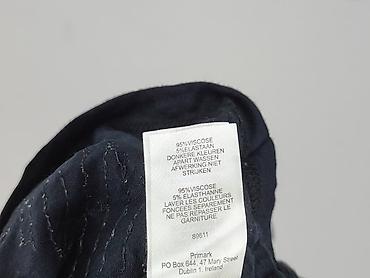 95%VISCOSE
5%ELASTAAN
DONKERE KLEUREN
APART WASSEN
AFWERKING NIET
STRIJKEN
95%VISCOSE
5% ELASTHANNE
LAVER LES COULEURS
FONCEES SEPAREMENT
NE PAS REPASSER LE
GARNITURE
89611
Primark
PO Box 644, 47 Mary Street
Dublin 1. Ireland